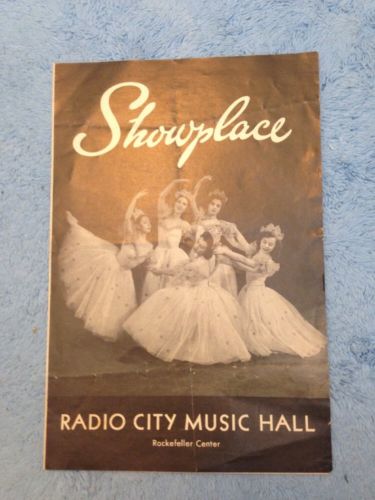 Showplace
RADIO CITY MUSIC HALL
Rockefeller Center